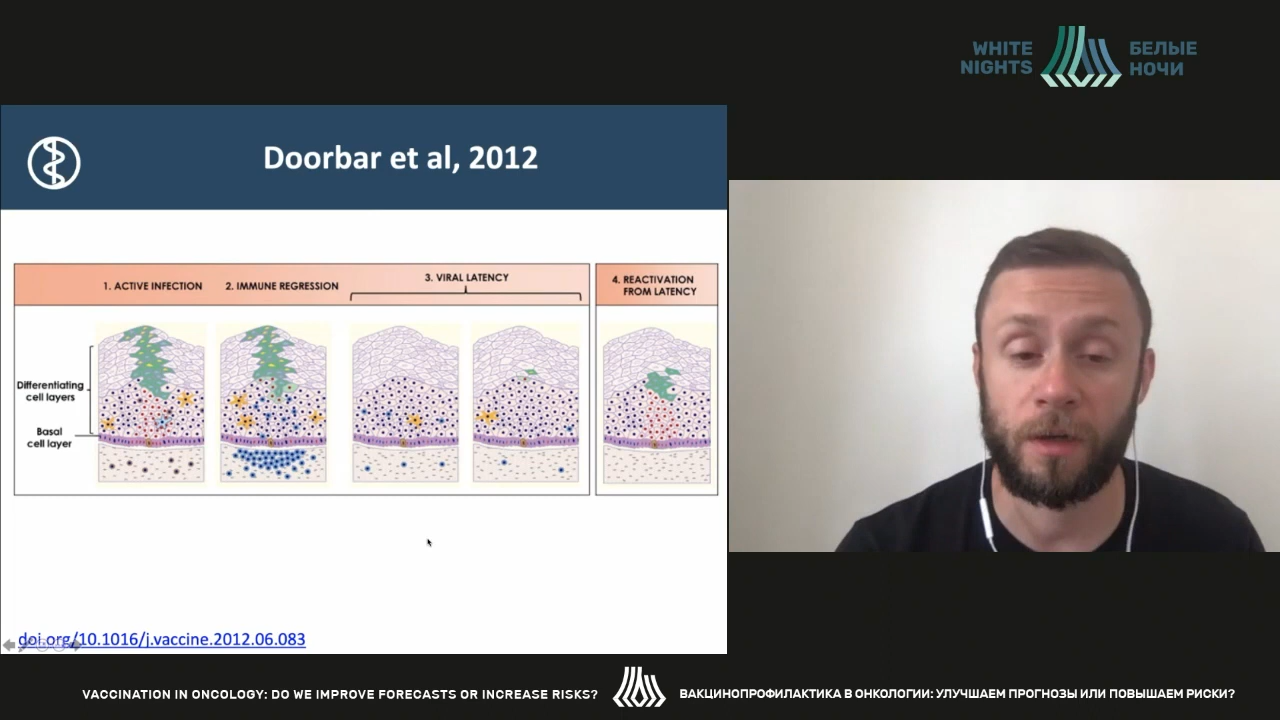 WHITE
NIGHTS
БЕЛЫЕ
НОЧИ
Doorbar et al, 2012
1. ACTIVE INFECTION
2. IMMUNE REGRESSION
3. VIRAL LATENCY
4. REACTIVATION
FROM LATENCY
Differentiating
cell layers
Basal
cell layer
doi.org/10.1016/j.vaccine.2012.06.083
VACCINATION IN ONCOLOGY: DO WE IMPROVE FORECASTS OR INCREASE RISKS?
ВАКЦИНОПРОФИЛАКТИКА В ОНКОЛОГИИ: УЛУЧШАЕМ ПРОГНОЗЫ ИЛИ ПОВЫШАЕМ РИСКИ?